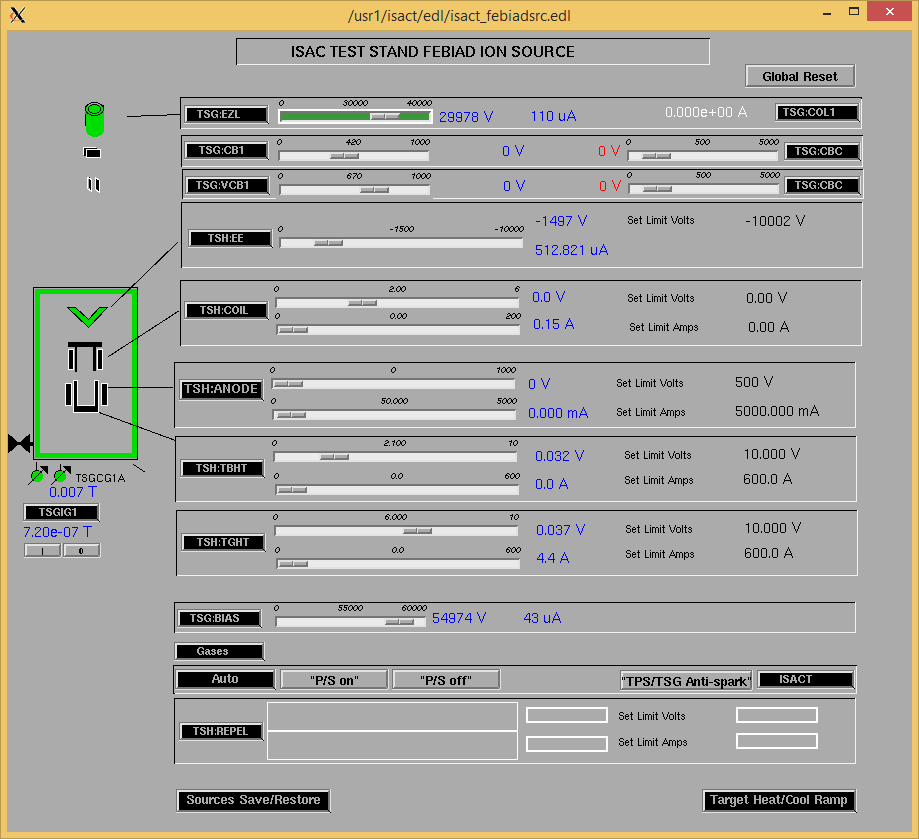 /usr1/isact/edl/isact_febiadsrc.edl
ISAC TEST STAND FEBIAD ION SOURCE
Global Reset
TSG:EZL 0 30000 40000 29978 V 110 uA 0.000e+00 A TSG:COL1
TSG:CB1 0 420 1000 0 V 0 V 0 500 5000 TSG:CBC
TSG:VCB1 0 670 1000 0 V 0 V 0 500 5000 TSG:CBC
TSH:EE 0 -1500 -10000 -1497 V Set Limit Volts -10002 V
512.821 uA
TSH:COIL 0 2.00 6 0.0 V Set Limit Volts 0.00 V
0 0.00 200 0.15 A Set Limit Amps 0.00 A
TSH:ANODE 0 0 1000 0 V Set Limit Volts 500 V
0 50.000 5000 0.000 mA Set Limit Amps 5000.000 mA
TSH:TBHT 0 2.100 10 0.032 V Set Limit Volts 10.000 V
0 0.0 600 0.0 A Set Limit Amps 600.0 A
TSGCG1A
0.007 T
TSGIG1
7.20e-07 T
I 0
TSH:TGHT 0 6.000 10 0.037 V Set Limit Volts 10.000 V
0 0.0 600 4.4 A Set Limit Amps 600.0 A
TSG:BIAS 0 55000 60000 54974 V 43 uA
Gases
Auto "P/S on" "P/S off" "TPS/TSG Anti-spark" ISACT
TSH:REPEL Set Limit Volts
Set Limit Amps
Sources Save/Restore Target Heat/Cool Ramp